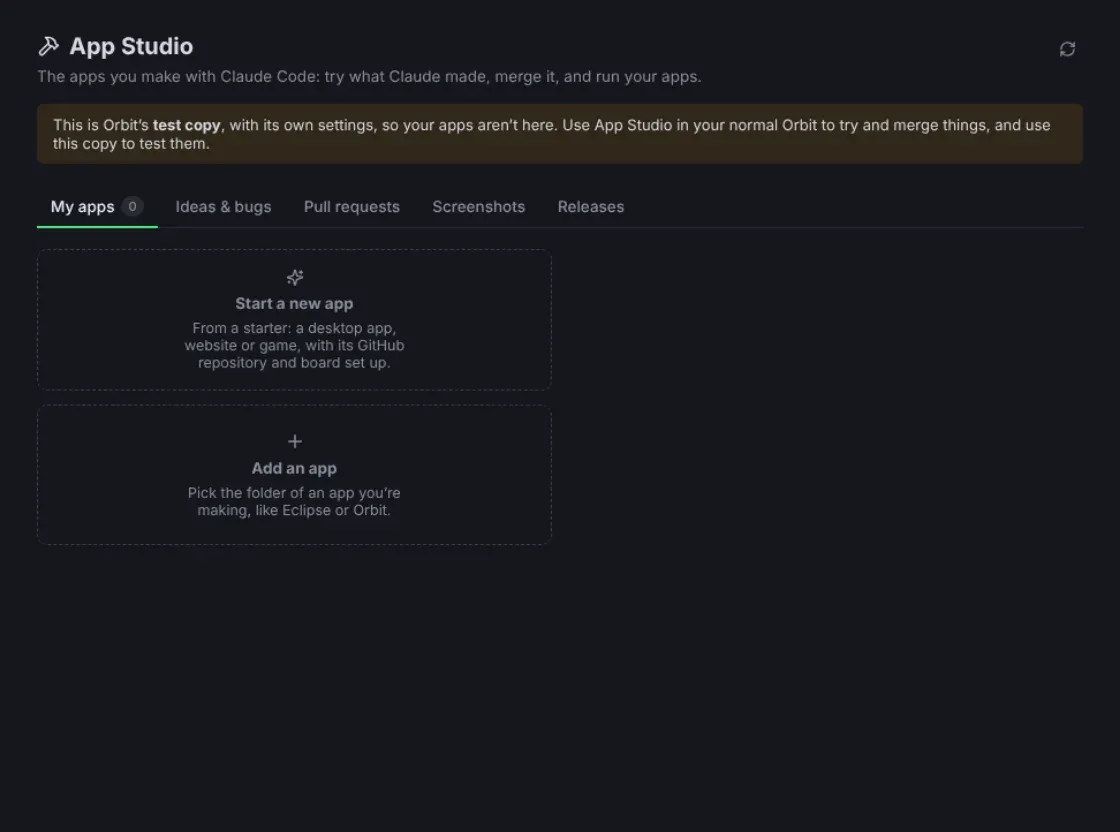 App Studio
The apps you make with Claude Code: try what Claude made, merge it, and run your apps.
This is Orbit’s test copy, with its own settings, so your apps aren’t here. Use App Studio in your normal Orbit to try and merge things, and use
this copy to test them.
My apps 0 Ideas & bugs Pull requests Screenshots Releases
Start a new app
From a starter: a desktop app,
website or game, with its GitHub
repository and board set up.
Add an app
Pick the folder of an app you’re
making, like Eclipse or Orbit.